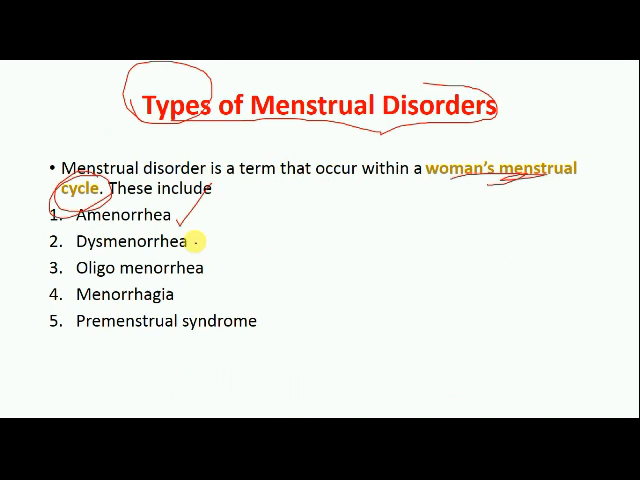 Types of Menstrual Disorders
• Menstrual disorder is a term that occur within a woman's menstrual
cycle. These include
1. Amenorrhea
2. Dysmenorrhea
3. Oligo menorrhea
4. Menorrhagia
5. Premenstrual syndrome